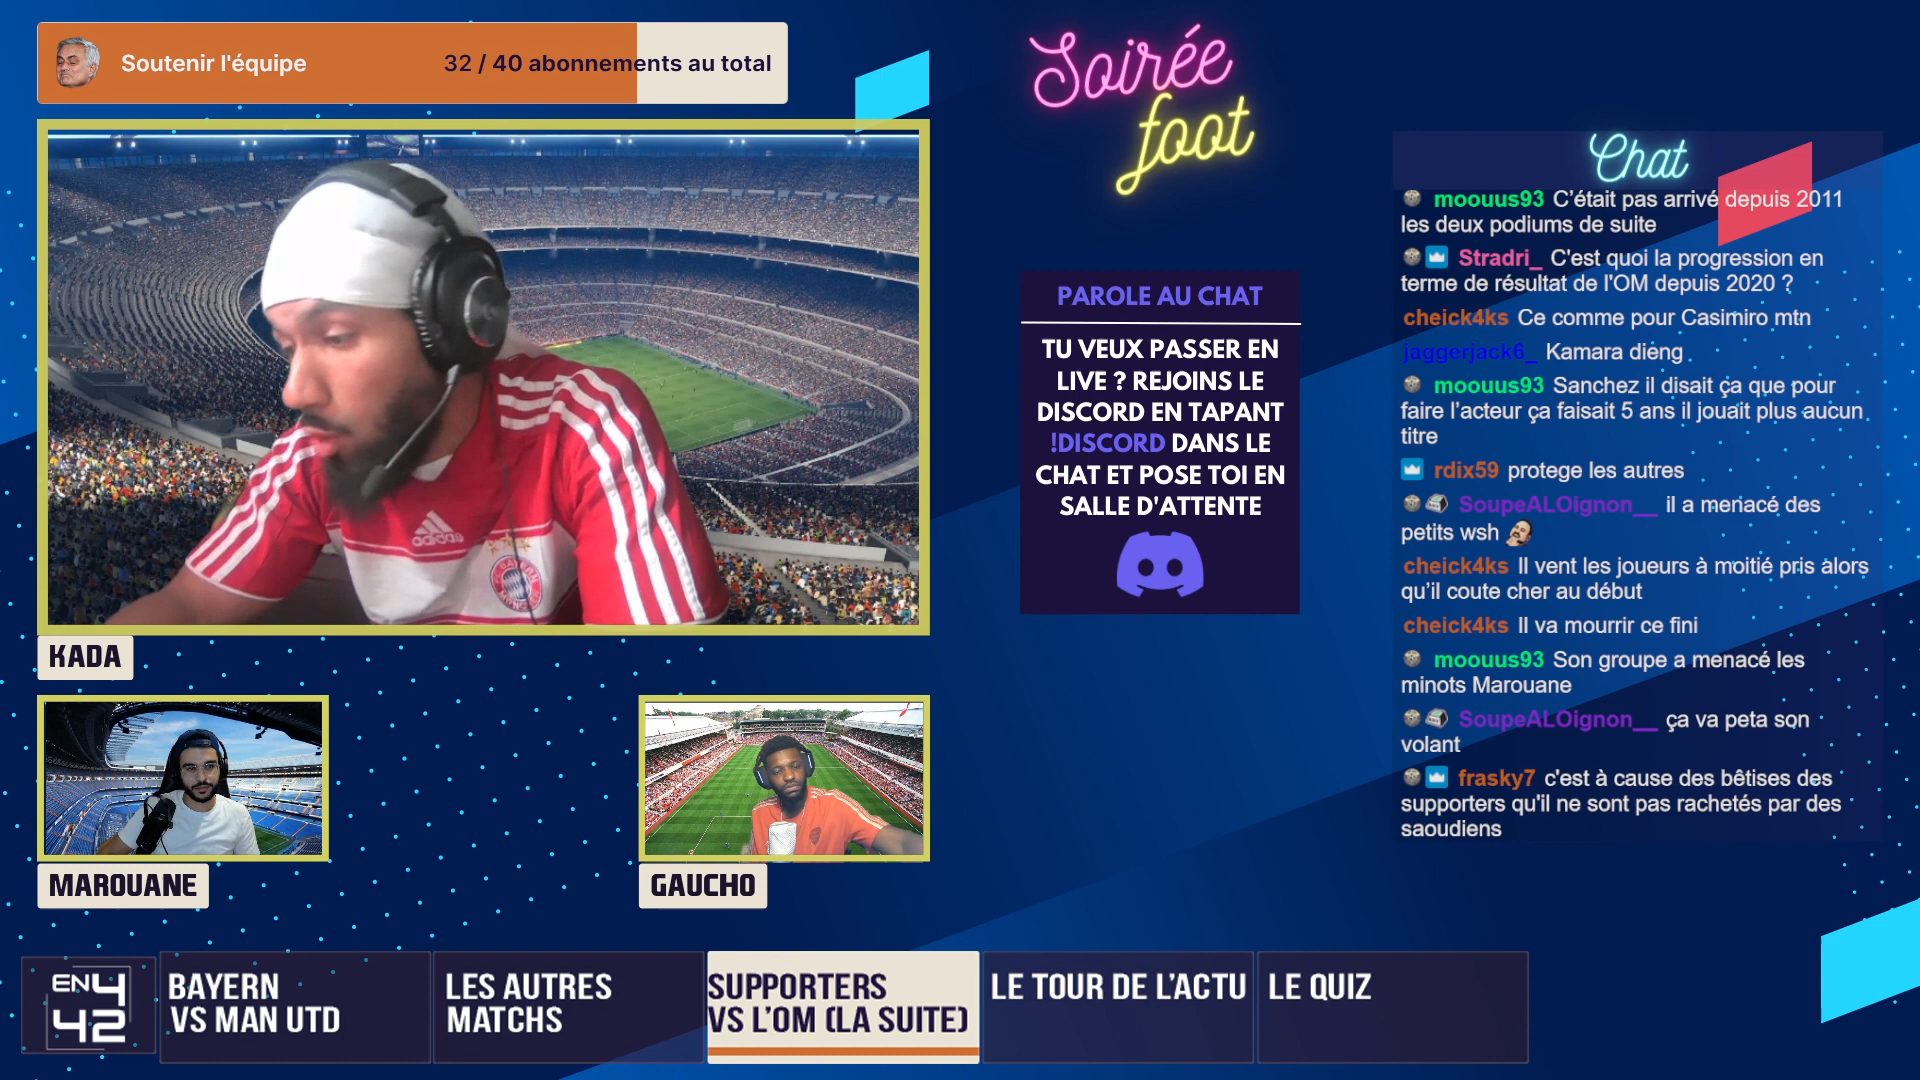 Soutenir l'équipe
32 / 40 abonnements au total
Soirée
foot
PAROLE AU CHAT
TU VEUX PASSER EN
LIVE ? REJOINS LE
DISCORD EN TAPANT
!DISCORD DANS LE
CHAT ET POSE TOI EN
SALLE D'ATTENTE
Chat
moouus93 C'était pas arrivé depuis 2011
les deux podiums de suite
Stradri_ C'est quoi la progression en
terme de résultat de l'OM depuis 2020 ?
cheick4ks Ce comme pour Casimiro mtn
jaggerjack6_ Kamara dieng
moouus93 Sanchez il disait ça que pour
faire l'acteur ça faisait 5 ans il jouait plus aucun
titre
rdix59 protege les autres
SoupeALOignon__ il a menacé des
petits wsh
cheick4ks Il vent les joueurs à moitié pris alors
qu'il coute cher au début
cheick4ks Il va mourrir ce fini
moouus93 Son groupe a menacé les
minots Marouane
SoupeALOignon__ ça va peta son
volant
frasky7 c'est à cause des bêtises des
supporters qu'il ne sont pas rachetés par des
saoudiens
adidas
FC BAYERN
MÜNCHEN
KADA
MAROUANE
GAUCHO
EN 4
42
BAYERN
VS MAN UTD
LES AUTRES
MATCHS
SUPPORTERS
VS L'OM (LA SUITE)
LE TOUR DE L'ACTU
LE QUIZ